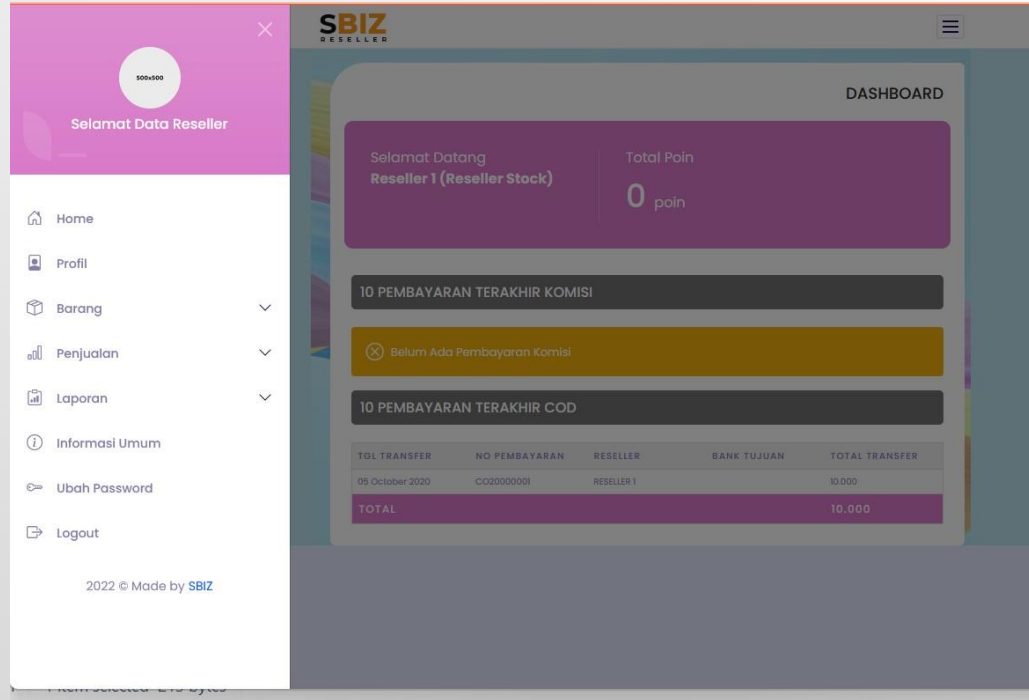 500x500
Selamat Data Reseller
Home
Profil
Barang
Penjualan
Laporan
Informasi Umum
Ubah Password
Logout
2022 © Made by SBIZ
SBIZ
RESELLER
DASHBOARD
Selamat Datang
Reseller 1 (Reseller Stock)
Total Poin
0 poin
10 PEMBAYARAN TERAKHIR KOMISI
Belum Ada Pembayaran Komisi
10 PEMBAYARAN TERAKHIR COD
TGL TRANSFER NO PEMBAYARAN RESELLER BANK TUJUAN TOTAL TRANSFER
05 October 2020 CO20000001 RESELLER 1 10.000
TOTAL 10.000